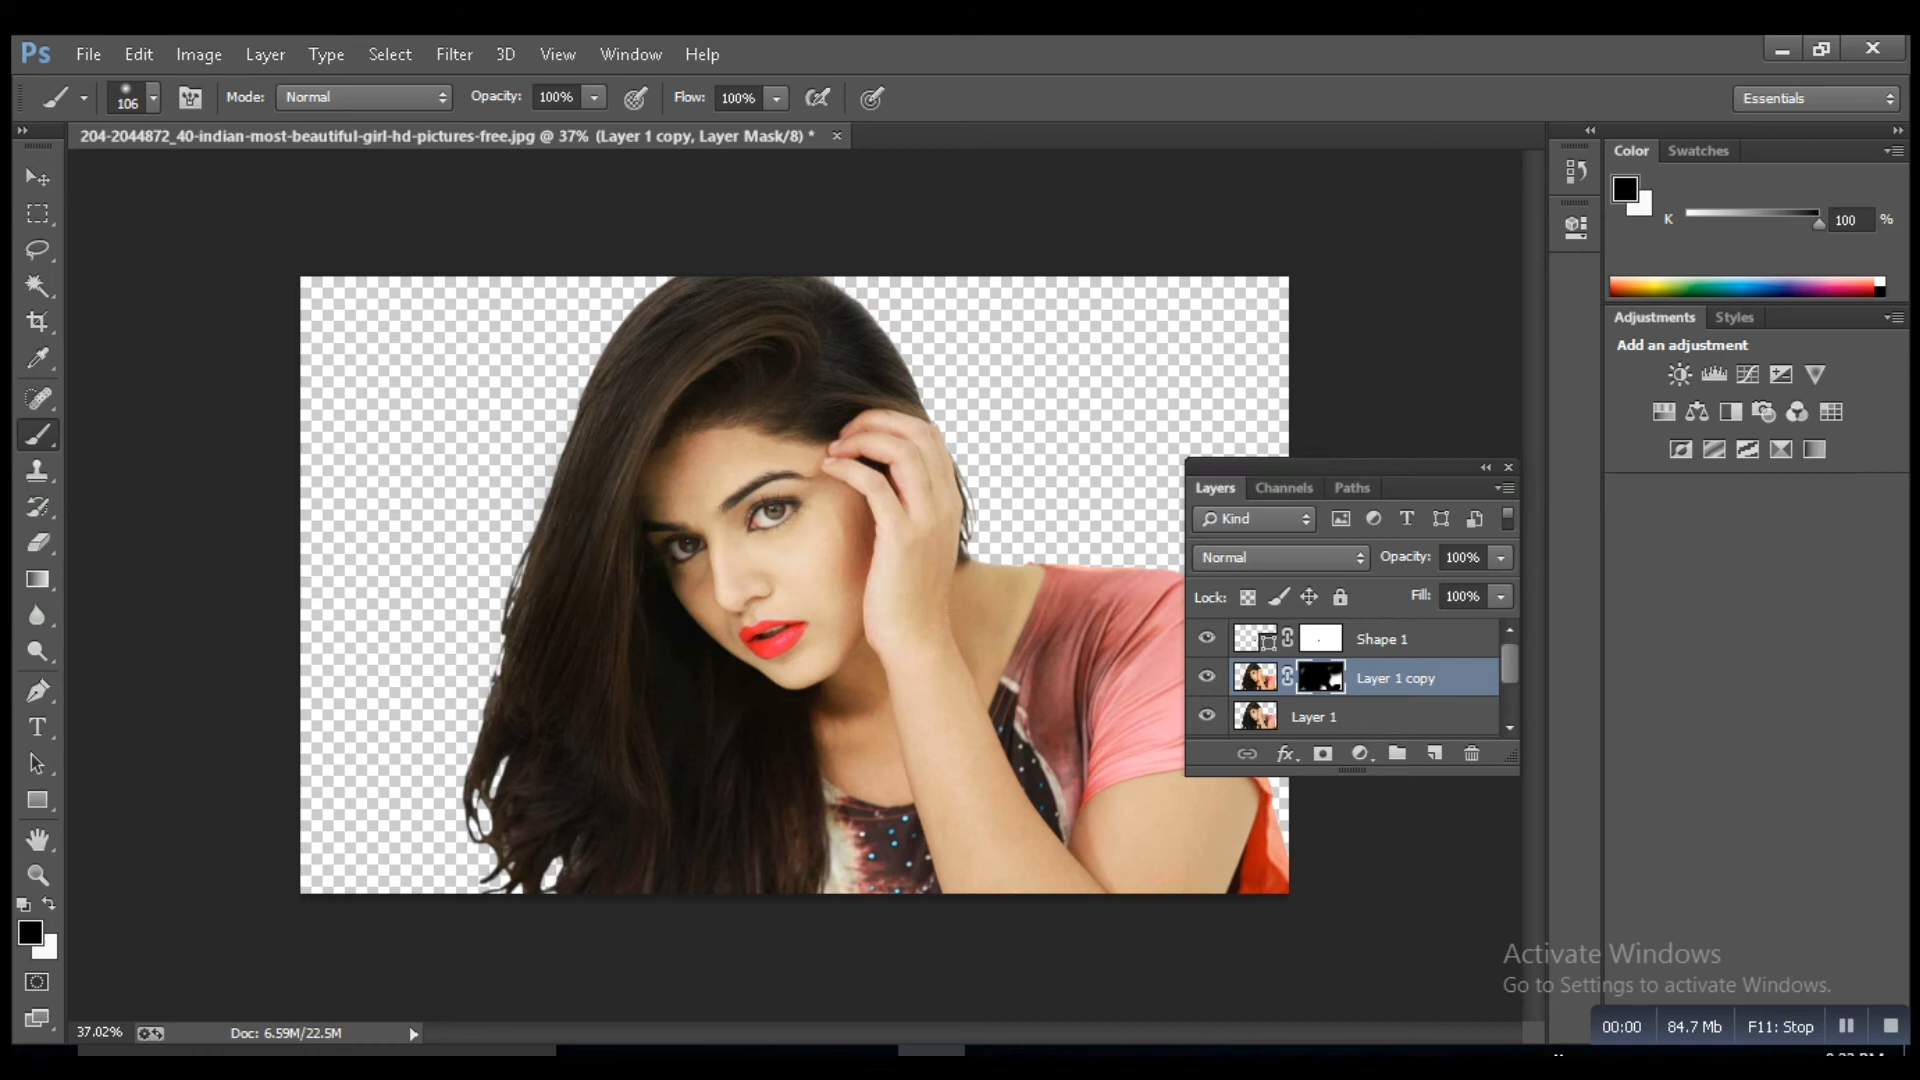 Ps File Edit Image Layer Type Select Filter 3D View Window Help
106 Mode: Normal Opacity: 100% Flow: 100% Essentials
204-2044872_40-indian-most-beautiful-girl-hd-pictures-free.jpg @ 37% (Layer 1 copy, Layer Mask/8) *
Color Swatches
K 100 %
Adjustments Styles
Add an adjustment
Layers Channels Paths
Kind
Normal Opacity: 100%
Lock: Fill: 100%
Shape 1
Layer 1 copy
Layer 1
Activate Windows
Go to Settings to activate Windows.
00:00 84.7 Mb F11: Stop
37.02% Doc: 6.59M/22.5M